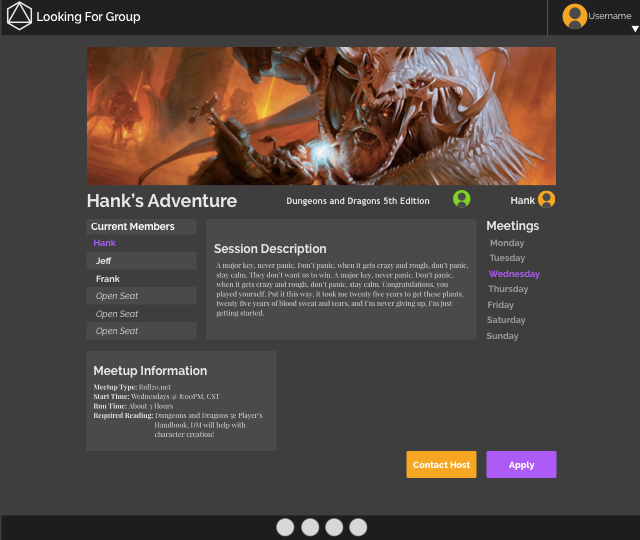 Looking For Group
Username
Hank's Adventure
Dungeons and Dragons 5th Edition
Hank
Current Members
Hank
Jeff
Frank
Open Seat
Open Seat
Open Seat
Session Description
A major key, never panic. Don't panic, when it gets crazy and rough, don't panic,
stay calm. They don't want us to win. A major key, never panic. Don't panic,
when it gets crazy and rough, don't panic, stay calm. Congratulations, you
played yourself. Put it this way, it took me twenty five years to get these plants,
twenty five years of blood sweat and tears, and I'm never giving up, I'm just
getting started.
Meetings
Monday
Tuesday
Wednesday
Thursday
Friday
Saturday
Sunday
Meetup Information
Meetup Type: Roll20.net
Start Time: Wednesdays @ 8:00PM, CST
Run Time: About 3 Hours
Required Reading: Dungeons and Dragons 5e Player's
Handbook, DM will help with
character creation!
Contact Host
Apply